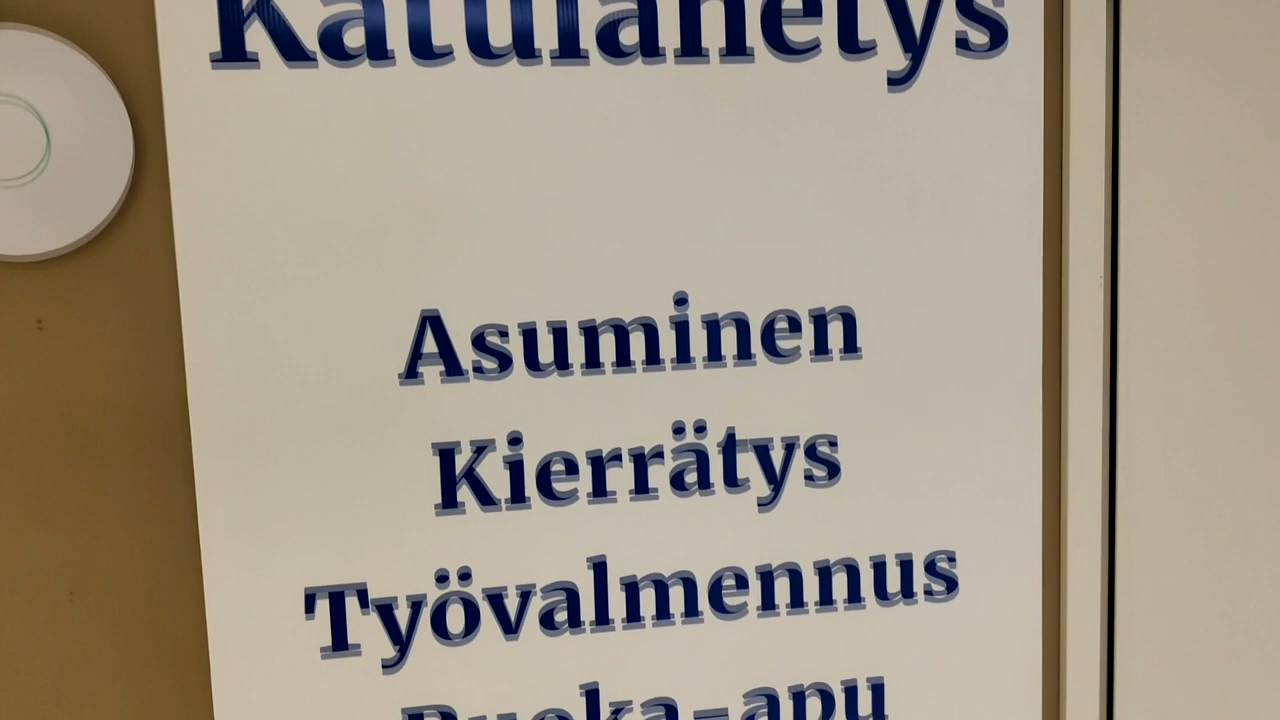 Katulähetys
Asuminen
Kierrätys
Työvalmennus
Ruoka-apu